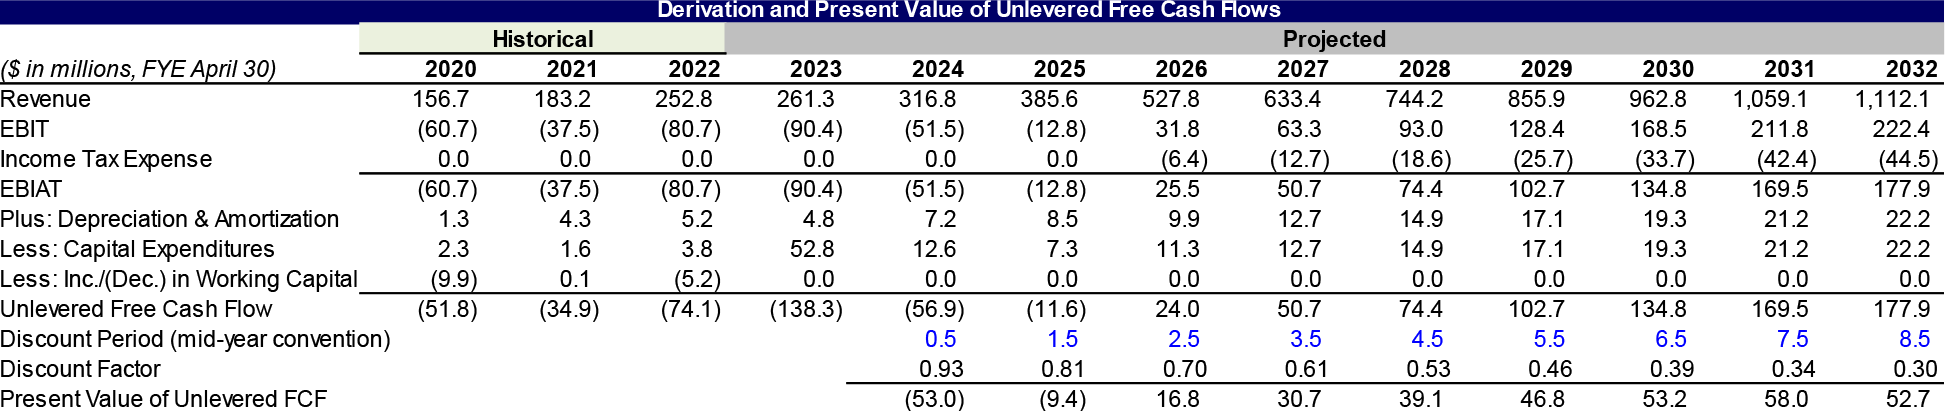 Derivation and Present Value of Unlevered Free Cash Flows
Historical Projected
($ in millions, FYE April 30) 2020 2021 2022 2023 2024 2025 2026 2027 2028 2029 2030 2031 2032
Revenue 156.7 183.2 252.8 261.3 316.8 385.6 527.8 633.4 744.2 855.9 962.8 1,059.1 1,112.1
EBIT (60.7) (37.5) (80.7) (90.4) (51.5) (12.8) 31.8 63.3 93.0 128.4 168.5 211.8 222.4
Income Tax Expense 0.0 0.0 0.0 0.0 0.0 0.0 (6.4) (12.7) (18.6) (25.7) (33.7) (42.4) (44.5)
EBIAT (60.7) (37.5) (80.7) (90.4) (51.5) (12.8) 25.5 50.7 74.4 102.7 134.8 169.5 177.9
Plus: Depreciation & Amortization 1.3 4.3 5.2 4.8 7.2 8.5 9.9 12.7 14.9 17.1 19.3 21.2 22.2
Less: Capital Expenditures 2.3 1.6 3.8 52.8 12.6 7.3 11.3 12.7 14.9 17.1 19.3 21.2 22.2
Less: Inc./(Dec.) in Working Capital (9.9) 0.1 (5.2) 0.0 0.0 0.0 0.0 0.0 0.0 0.0 0.0 0.0 0.0
Unlevered Free Cash Flow (51.8) (34.9) (74.1) (138.3) (56.9) (11.6) 24.0 50.7 74.4 102.7 134.8 169.5 177.9
Discount Period (mid-year convention) 0.5 1.5 2.5 3.5 4.5 5.5 6.5 7.5 8.5
Discount Factor 0.93 0.81 0.70 0.61 0.53 0.46 0.39 0.34 0.30
Present Value of Unlevered FCF (53.0) (9.4) 16.8 30.7 39.1 46.8 53.2 58.0 52.7